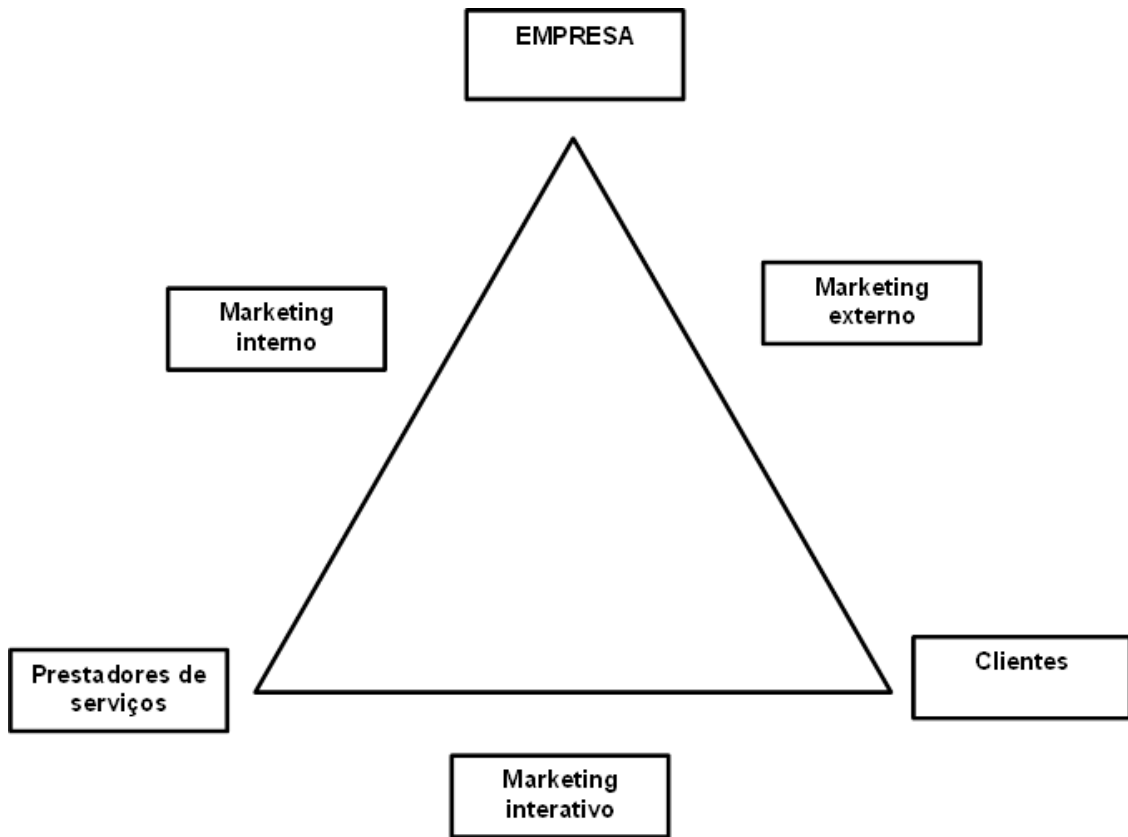 EMPRESA
Marketing
externo
Marketing
interno
Clientes
Prestadores de
serviços
Marketing
interativo